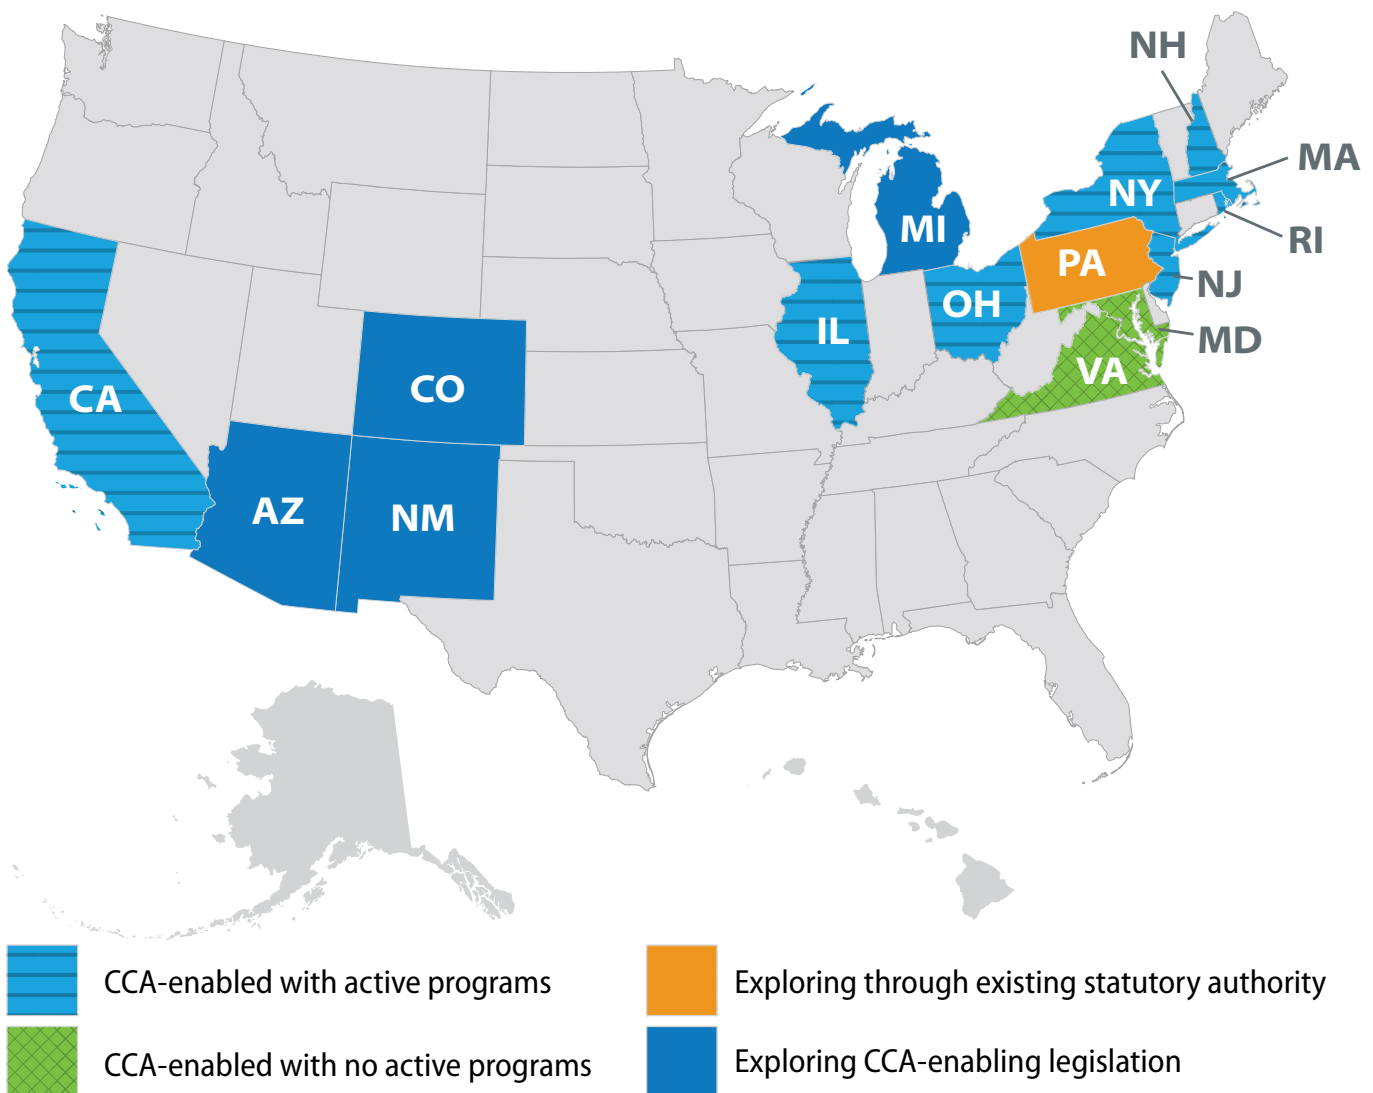 NH
MA
NY
RI
MI
PA
NJ
OH
IL
MD
VA
CO
CA
AZ
NM
CCA-enabled with active programs
Exploring through existing statutory authority
CCA-enabled with no active programs
Exploring CCA-enabling legislation